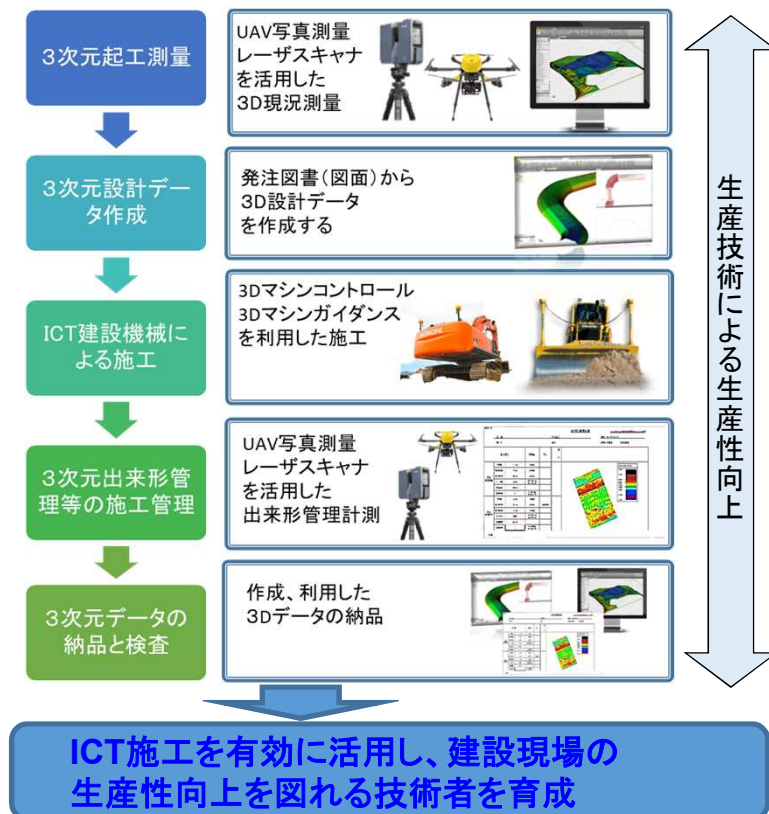 3次元起工測量
UAV写真測量
レーザスキャナ
を活用した
3D現況測量
3次元設計デー
タ作成
発注図書(図面)から
3D設計データ
を作成する
ICT建設機械に
よる施工
3Dマシンコントロール
3Dマシンガイダンス
を利用した施工
3次元出来形管
理等の施工管理
UAV写真測量
レーザスキャナ
を活用した
出来形管理計測
3次元データの
納品と検査
作成、利用した
3Dデータの納品
生産技術による生産性向上
ICT施工を有効に活用し、建設現場の
生産性向上を図れる技術者を育成